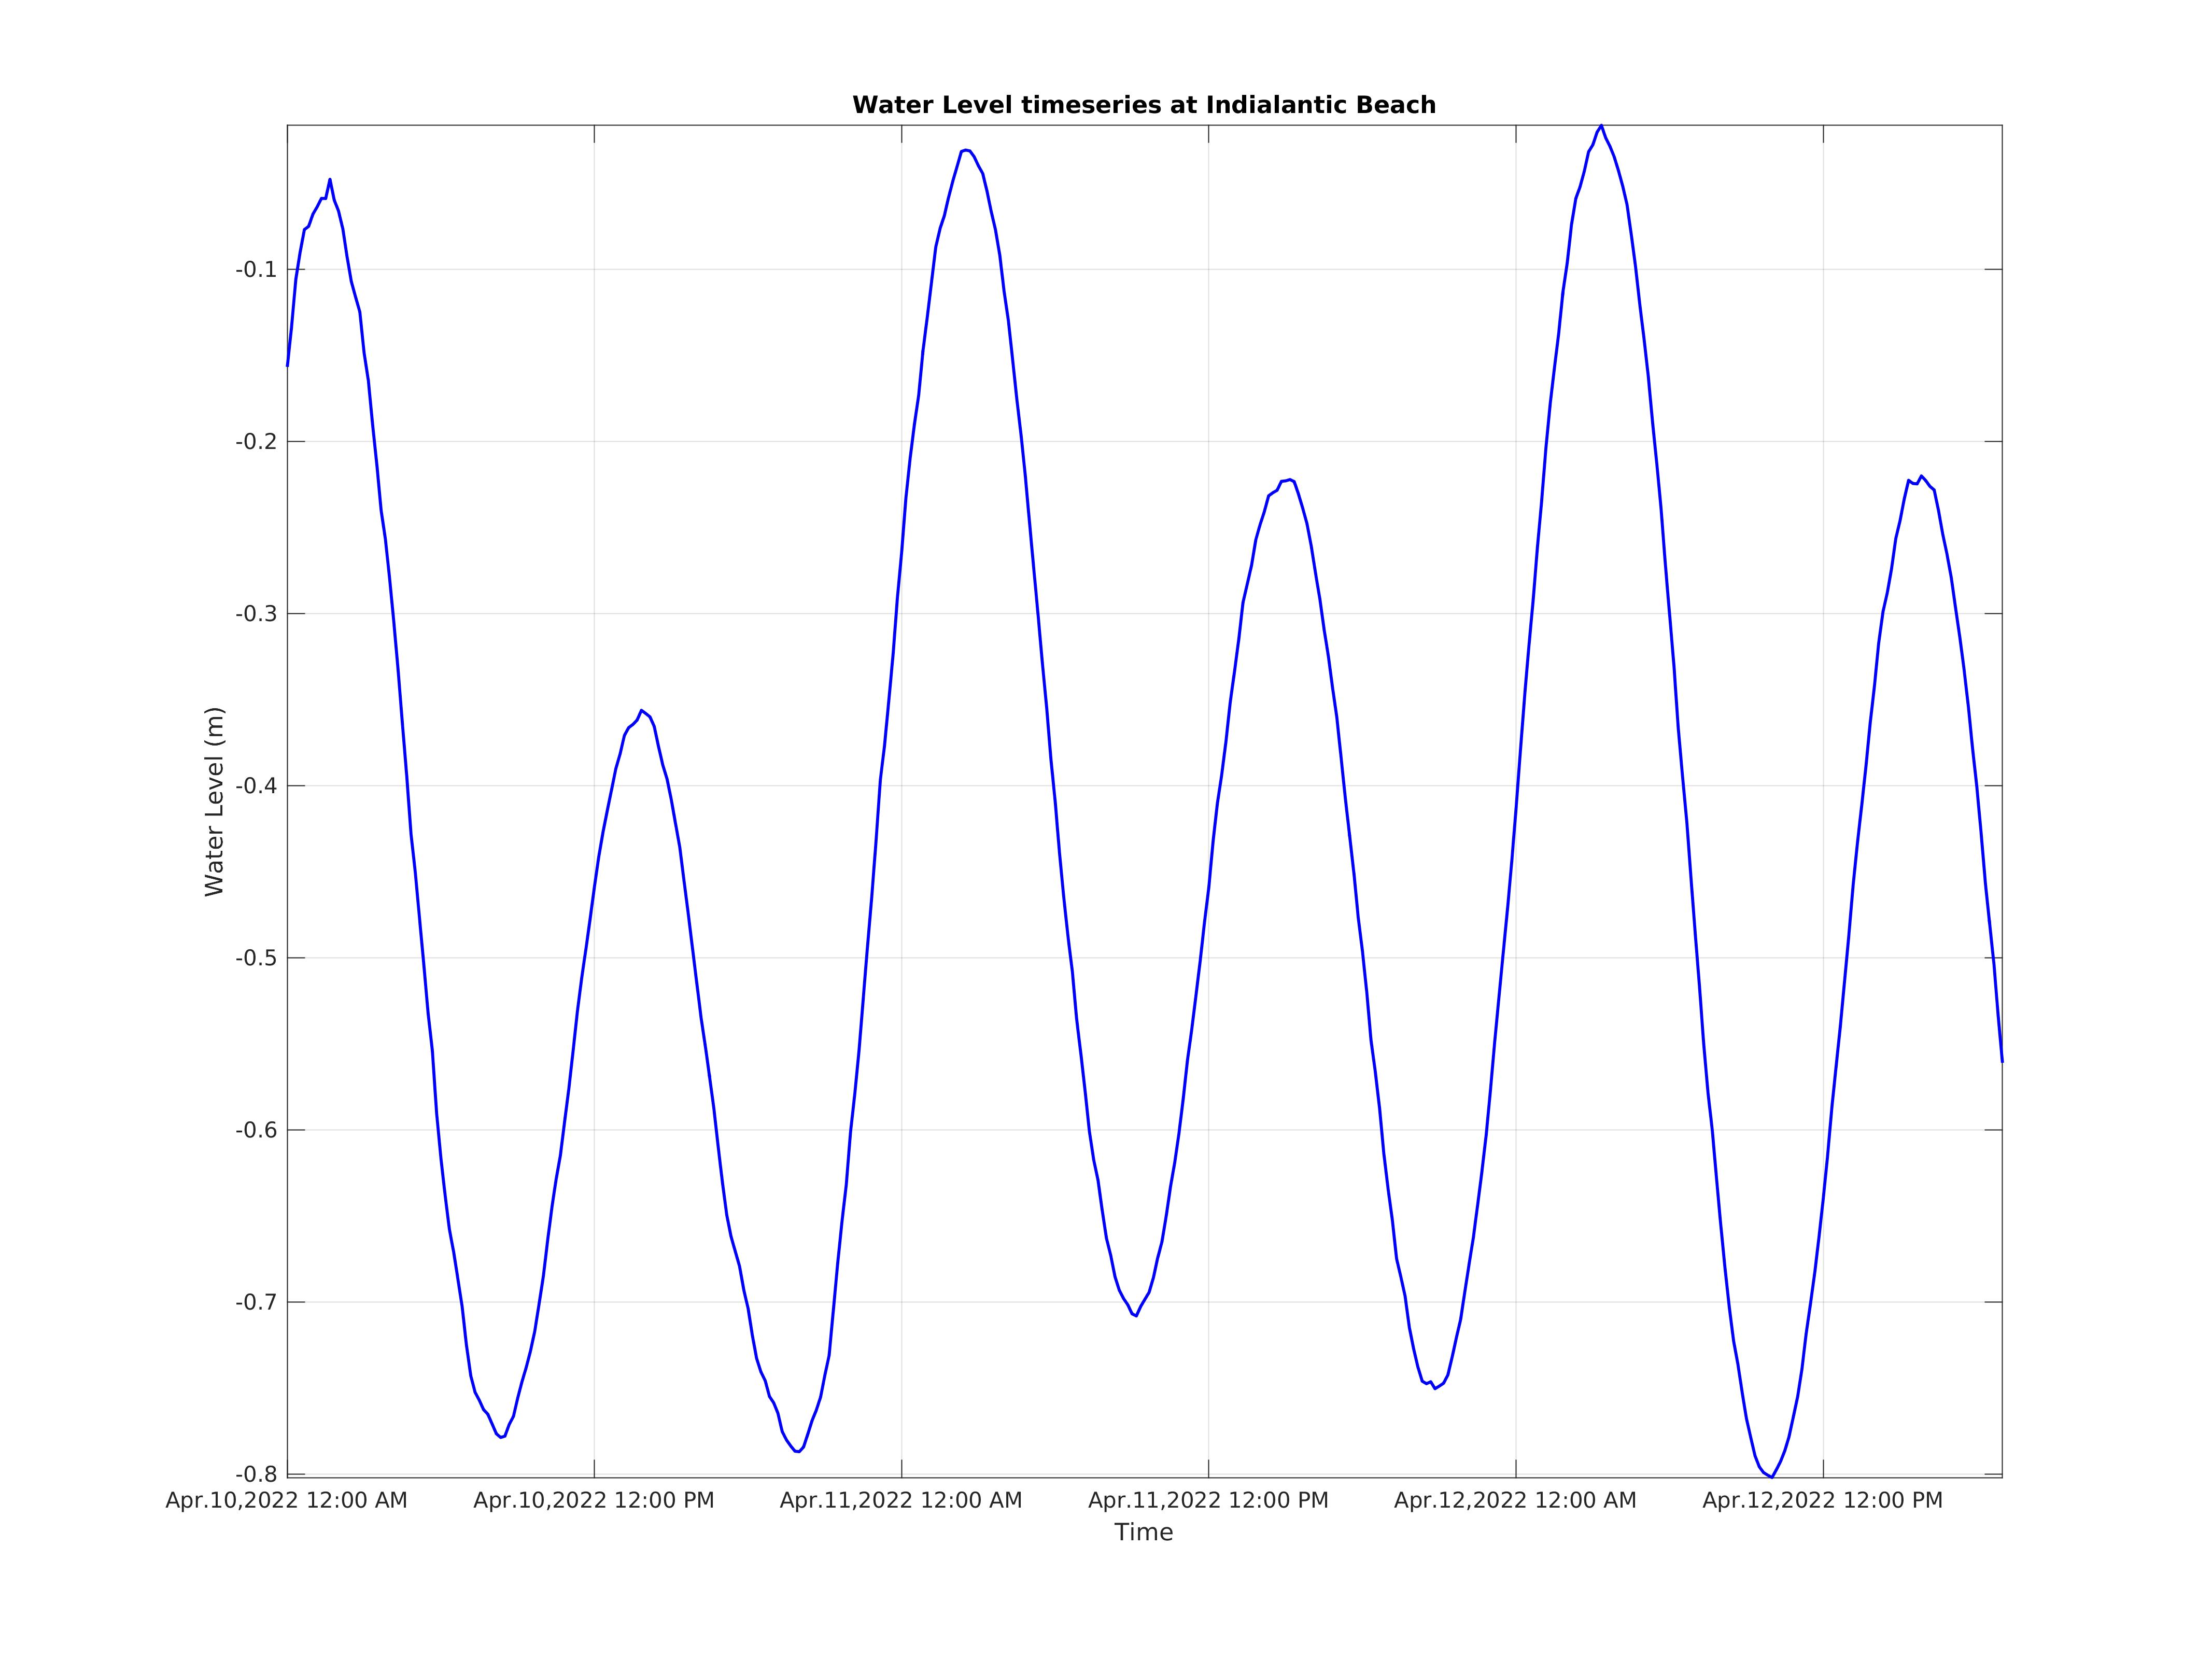 Water Level timeseries at Indialantic Beach
-0.1
-0.2
-0.3
-0.4
-0.5
-0.6
-0.7
-0.8
Water Level (m)
Apr.10,2022 12:00 AM Apr.10,2022 12:00 PM Apr.11,2022 12:00 AM Apr.11,2022 12:00 PM Apr.12,2022 12:00 AM Apr.12,2022 12:00 PM
Time